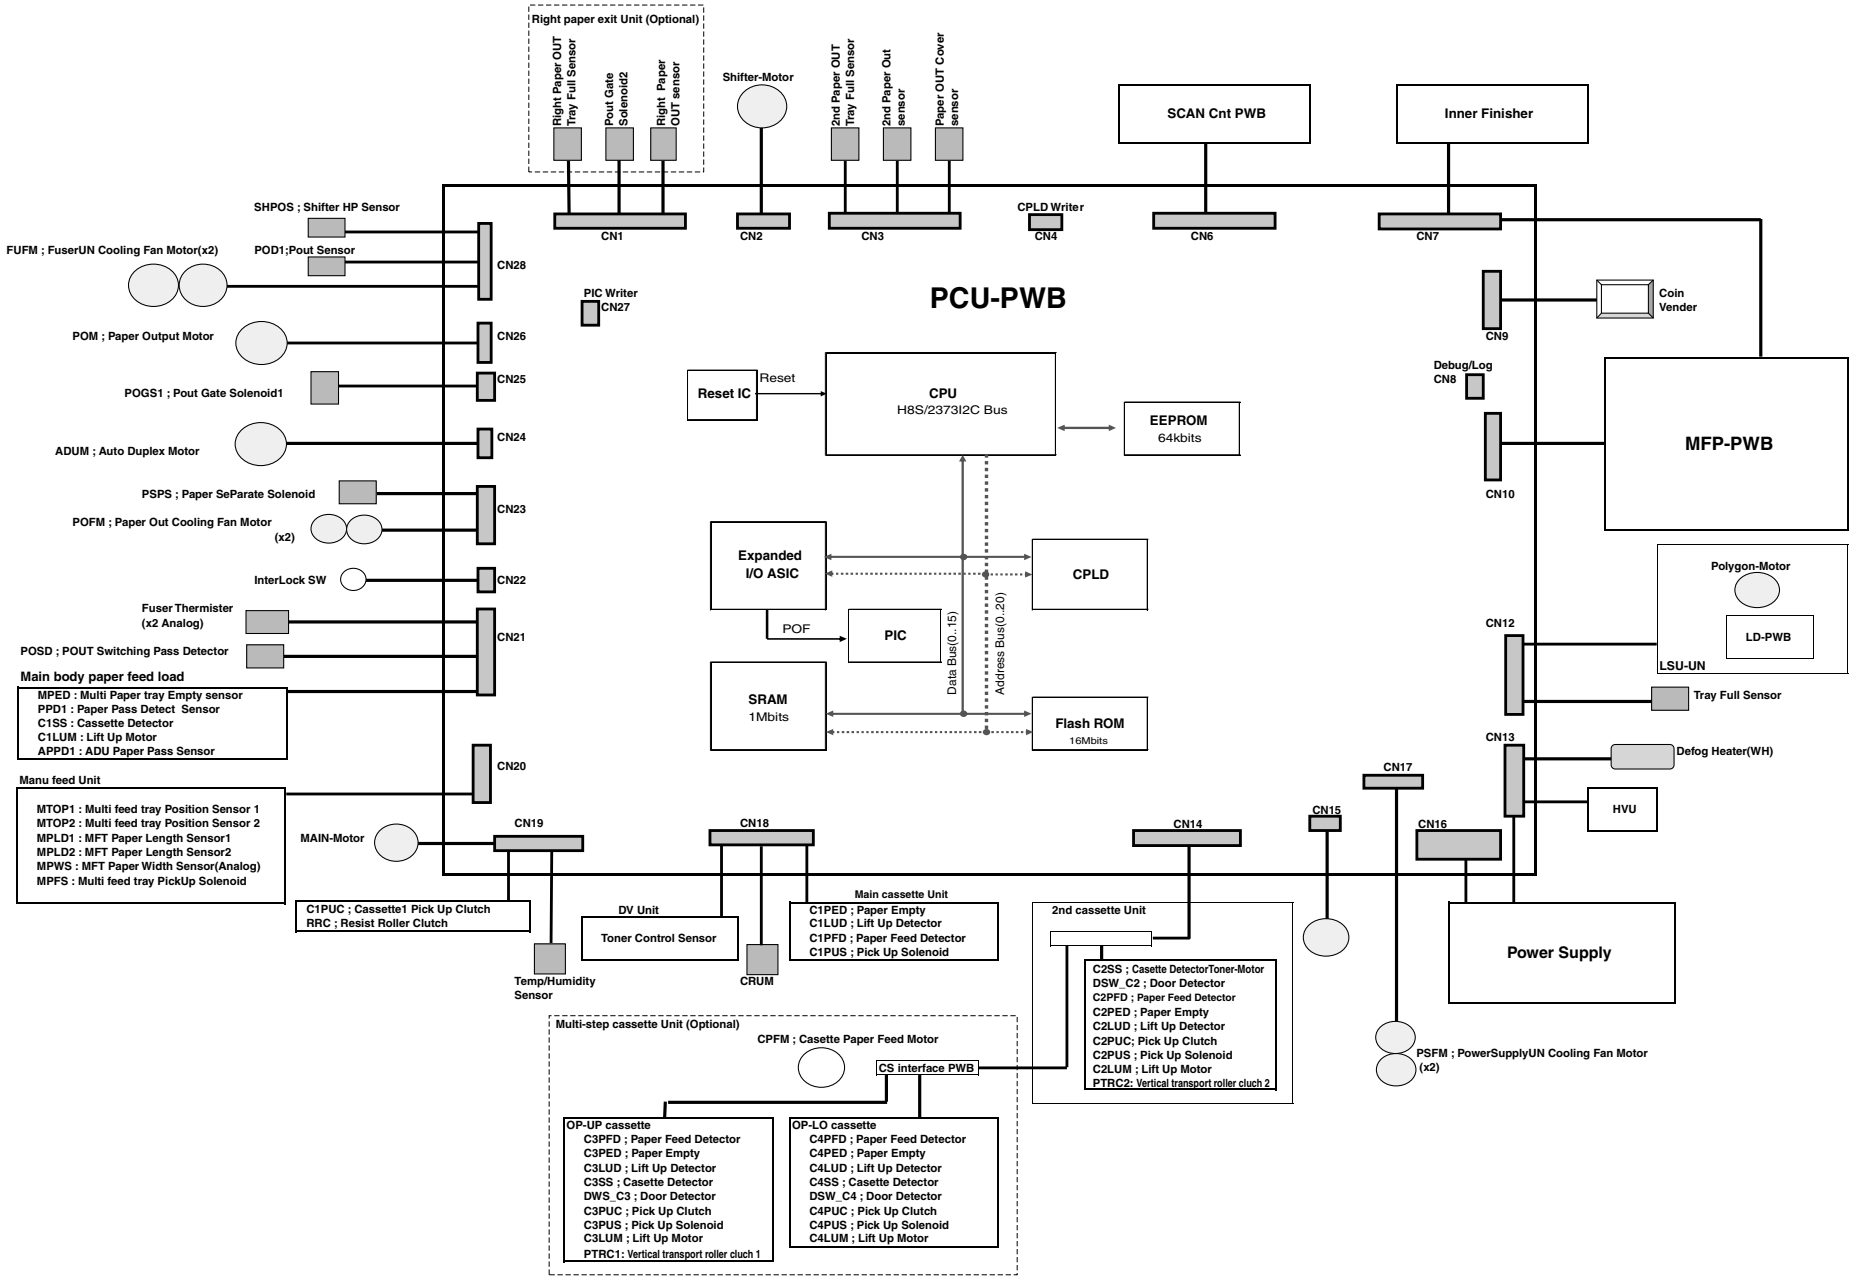 Right paper exit Unit (Optional)
Right Paper OUT
Tray Full Sensor
Pout Gate
Solenoid2
Right Paper
OUT sensor
Shifter-Motor
2nd Paper OUT
Tray Full Sensor
2nd Paper Out
sensor
Paper OUT Cover
sensor
SCAN Cnt PWB
Inner Finisher
CN1
CN2
CN3
CPLD Writer
CN4
CN6
CN7
SHPOS ; Shifter HP Sensor
FUFM ; FuserUN Cooling Fan Motor(x2)
POD1;Pout Sensor
CN28
PIC Writer
CN27
PCU-PWB
CN9
Coin
Vender
POM ; Paper Output Motor
CN26
POGS1 ; Pout Gate Solenoid1
CN25
ADUM ; Auto Duplex Motor
CN24
PSPS ; Paper SeParate Solenoid
POFM ; Paper Out Cooling Fan Motor
(x2)
CN23
InterLock SW
CN22
Fuser Thermister
(x2 Analog)
CN21
POSD ; POUT Switching Pass Detector
Main body paper feed load
MPED : Multi Paper tray Empty sensor
PPD1 : Paper Pass Detect Sensor
C1SS : Cassette Detector
C1LUM : Lift Up Motor
APPD1 : ADU Paper Pass Sensor
CN20
Manu feed Unit
MTOP1 : Multi feed tray Position Sensor 1
MTOP2 : Multi feed tray Position Sensor 2
MPLD1 : MFT Paper Length Sensor1
MPLD2 : MFT Paper Length Sensor2
MPWS : MFT Paper Width Sensor(Analog)
MPFS : Multi feed tray PickUp Solenoid
Reset IC
Reset
CPU
H8S/2373I2C Bus
EEPROM
64kbits
Expanded
I/O ASIC
CPLD
POF
PIC
Data Bus(0..15)
Address Bus(0..20)
SRAM
1Mbits
Flash ROM
16Mbits
Debug/Log
CN8
CN10
MFP-PWB
Polygon-Motor
LD-PWB
LSU-UN
CN12
Tray Full Sensor
CN13
Defog Heater(WH)
HVU
CN17
CN15
CN16
CN14
CN18
CN19
MAIN-Motor
C1PUC ; Cassette1 Pick Up Clutch
RRC ; Resist Roller Clutch
Temp/Humidity
Sensor
DV Unit
Toner Control Sensor
CRUM
Main cassette Unit
C1PED ; Paper Empty
C1LUD ; Lift Up Detector
C1PFD ; Paper Feed Detector
C1PUS ; Pick Up Solenoid
2nd cassette Unit
C2SS ; Casette DetectorToner-Motor
DSW_C2 ; Door Detector
C2PFD ; Paper Feed Detector
C2PED ; Paper Empty
C2LUD ; Lift Up Detector
C2PUC; Pick Up Clutch
C2PUS ; Pick Up Solenoid
C2LUM ; Lift Up Motor
PTRC2: Vertical transport roller cluch 2
Power Supply
PSFM ; PowerSupplyUN Cooling Fan Motor
(x2)
Multi-step cassette Unit (Optional)
CPFM ; Casette Paper Feed Motor
CS interface PWB
OP-UP cassette
C3PFD ; Paper Feed Detector
C3PED ; Paper Empty
C3LUD ; Lift Up Detector
C3SS ; Casette Detector
DWS_C3 ; Door Detector
C3PUC ; Pick Up Clutch
C3PUS ; Pick Up Solenoid
C3LUM ; Lift Up Motor
PTRC1: Vertical transport roller cluch 1
OP-LO cassette
C4PFD ; Paper Feed Detector
C4PED ; Paper Empty
C4LUD ; Lift Up Detector
C4SS ; Casette Detector
DSW_C4 ; Door Detector
C4PUC ; Pick Up Clutch
C4PUS ; Pick Up Solenoid
C4LUM ; Lift Up Motor